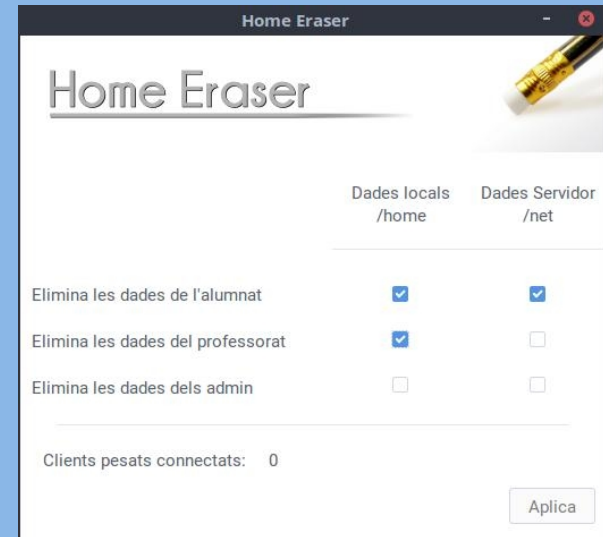 Home Eraser
Home Eraser
Dades locals Dades Servidor
/home /net
Elimina les dades de l'alumnat
Elimina les dades del professorat
Elimina les dades dels admin
Clients pesats connectats: 0
Aplica